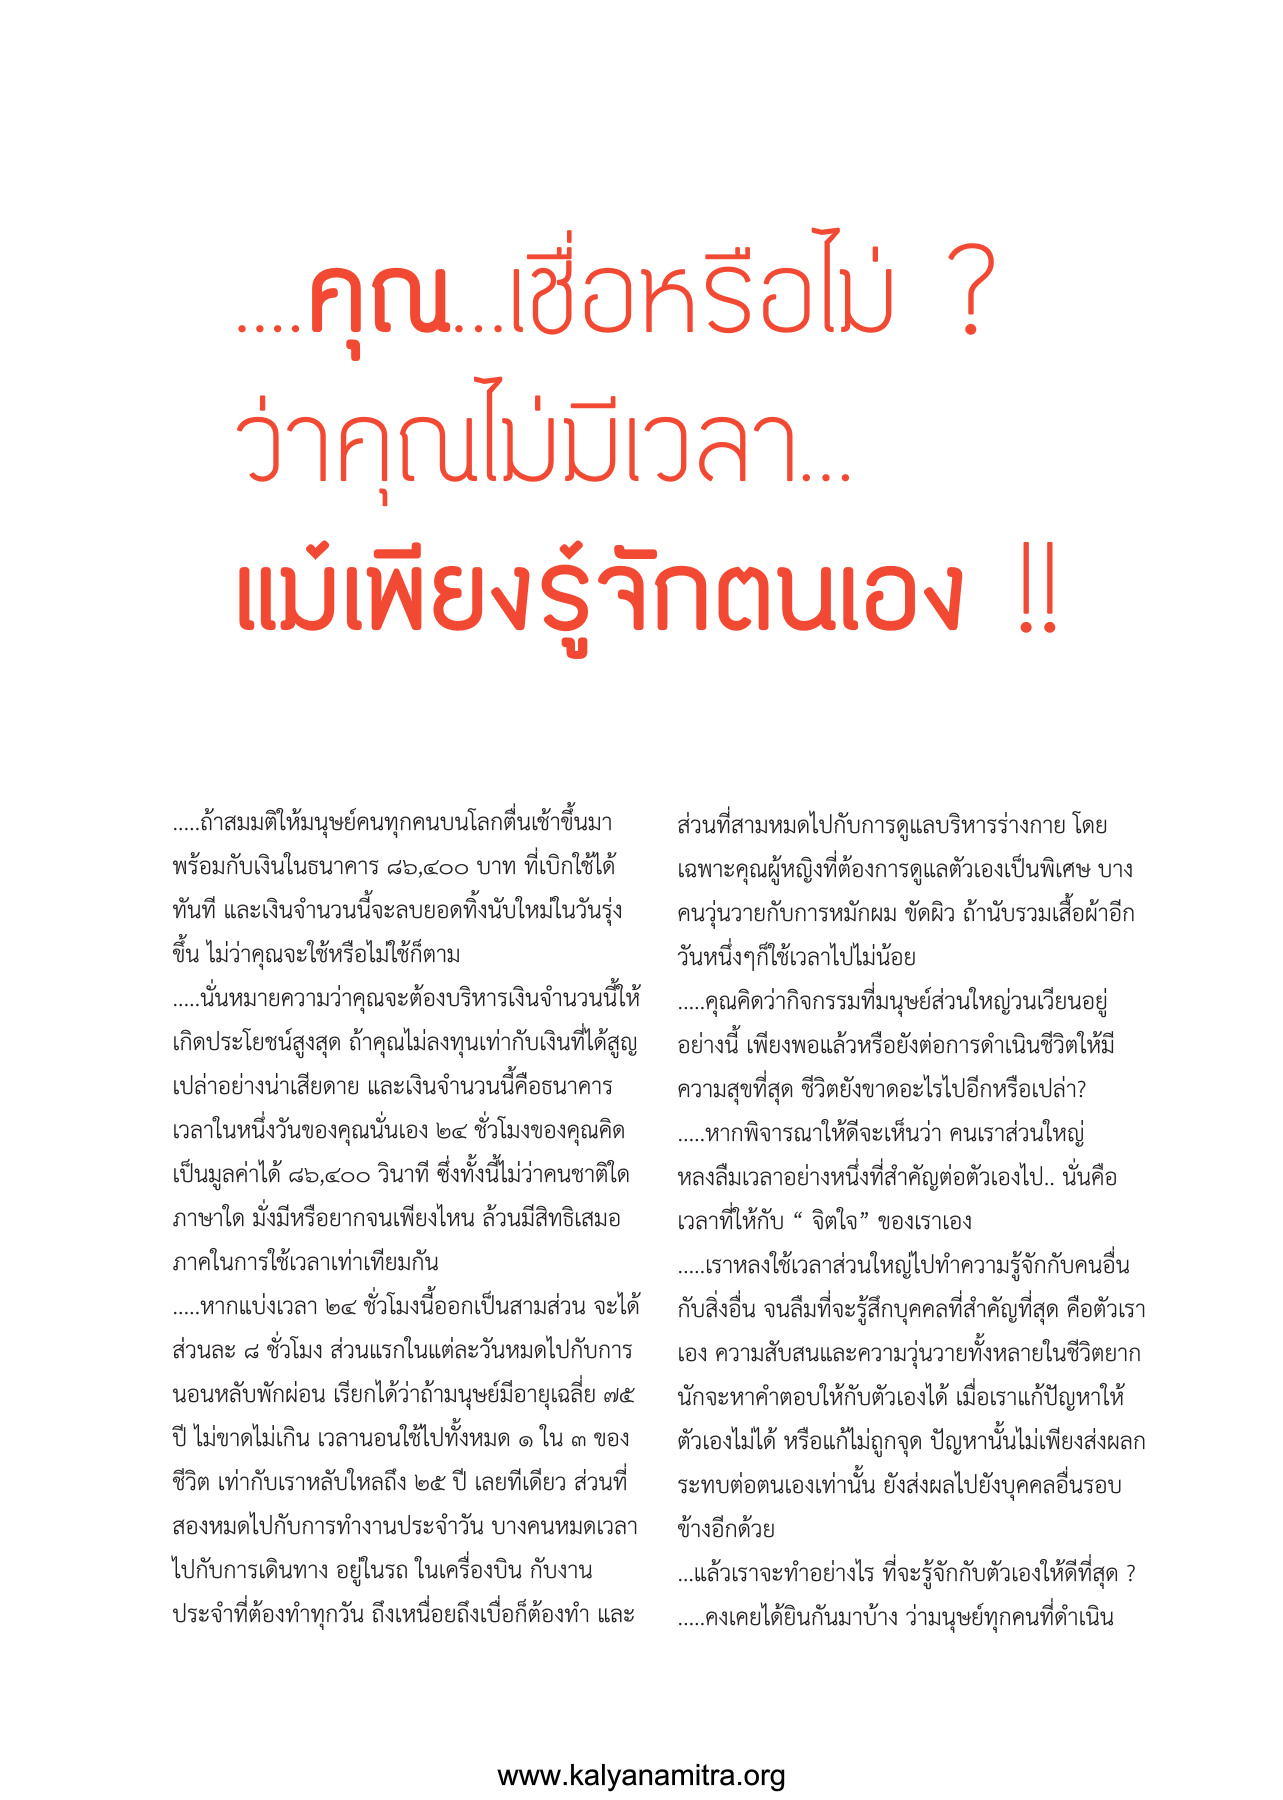 ....คุณ...เชื่อหรือไม่ ?
ว่าคุณไม่มีเวลา...
แม้เพียงรู้จักตนเอง !!
.....ถ้าสมมติให้มนุษย์คนทุกคนบนโลกตื่นเช้าขึ้นมา
พร้อมกับเงินในธนาคาร ๘๖,๔๐๐ บาท ที่เบิกใช้ได้
ทันที และเงินจำนวนนี้จะลบยอดทิ้งนับใหม่ในวันรุ่ง
ขึ้น ไม่ว่าคุณจะใช้หรือไม่ใช้ก็ตาม
.....นั่นหมายความว่าคุณจะต้องบริหารเงินจำนวนนี้ให้
เกิดประโยชน์สูงสุด ถ้าคุณไม่ลงทุนเท่ากับเงินที่ได้สูญ
เปล่าอย่างน่าเสียดาย และเงินจำนวนนี้คือธนาคาร
เวลาในหนึ่งวันของคุณนั่นเอง ๒๔ ชั่วโมงของคุณคิด
เป็นมูลค่าได้ ๘๖,๔๐๐ วินาที ซึ่งทั้งนี้ไม่ว่าคนชาติใด
ภาษาใด มั่งมีหรือยากจนเพียงไหน ล้วนมีสิทธิเสมอ
ภาคในการใช้เวลาเท่าเทียมกัน
.....หากแบ่งเวลา ๒๔ ชั่วโมงนี้ออกเป็นสามส่วน จะได้
ส่วนละ ๘ ชั่วโมง ส่วนแรกในแต่ละวันหมดไปกับการ
นอนหลับพักผ่อน เรียกได้ว่าถ้ามนุษย์มีอายุเฉลี่ย ๗๕
ปี ไม่ขาดไม่เกิน เวลานอนใช้ไปทั้งหมด ๑ ใน ๓ ของ
ชีวิต เท่ากับเราหลับใหลถึง ๒๕ ปี เลยทีเดียว ส่วนที่
สองหมดไปกับการทำงานประจำวัน บางคนหมดเวลา
ไปกับการเดินทาง อยู่ในรถ ในเครื่องบิน กับงาน
ประจำที่ต้องทำทุกวัน ถึงเหนื่อยถึงเบื่อก็ต้องทำ และ
ส่วนที่สามหมดไปกับการดูแลบริหารร่างกาย โดย
เฉพาะคุณผู้หญิงที่ต้องการดูแลตัวเองเป็นพิเศษ บาง
คนวุ่นวายกับการหมักผม ขัดผิว ถ้านับรวมเสื้อผ้าอีก
วันหนึ่งๆก็ใช้เวลาไปไม่น้อย
.....คุณคิดว่ากิจกรรมที่มนุษย์ส่วนใหญ่วนเวียนอยู่
อย่างนี้ เพียงพอแล้วหรือยังต่อการดำเนินชีวิตให้มี
ความสุขที่สุด ชีวิตยังขาดอะไรไปอีกหรือเปล่า?
.....หากพิจารณาให้ดีจะเห็นว่า คนเราส่วนใหญ่
หลงลืมเวลาอย่างหนึ่งที่สำคัญต่อตัวเองไป.. นั่นคือ
เวลาที่ให้กับ “ จิตใจ” ของเราเอง
.....เราหลงใช้เวลาส่วนใหญ่ไปทำความรู้จักกับคนอื่น
กับสิ่งอื่น จนลืมที่จะรู้สึกบุคคลที่สำคัญที่สุด คือตัวเรา
เอง ความสับสนและความวุ่นวายทั้งหลายในชีวิตยาก
นักจะหาคำตอบให้กับตัวเองได้ เมื่อเราแก้ปัญหาให้
ตัวเองไม่ได้ หรือแก้ไม่ถูกจุด ปัญหานั้นไม่เพียงส่งผลก
ระทบต่อตนเองเท่านั้น ยังส่งผลไปยังบุคคลอื่นรอบ
ข้างอีกด้วย
...แล้วเราจะทำอย่างไร ที่จะรู้จักกับตัวเองให้ดีที่สุด ?
.....คงเคยได้ยินกันมาบ้าง ว่ามนุษย์ทุกคนที่ดำเนิน
www.kalyanamitra.org